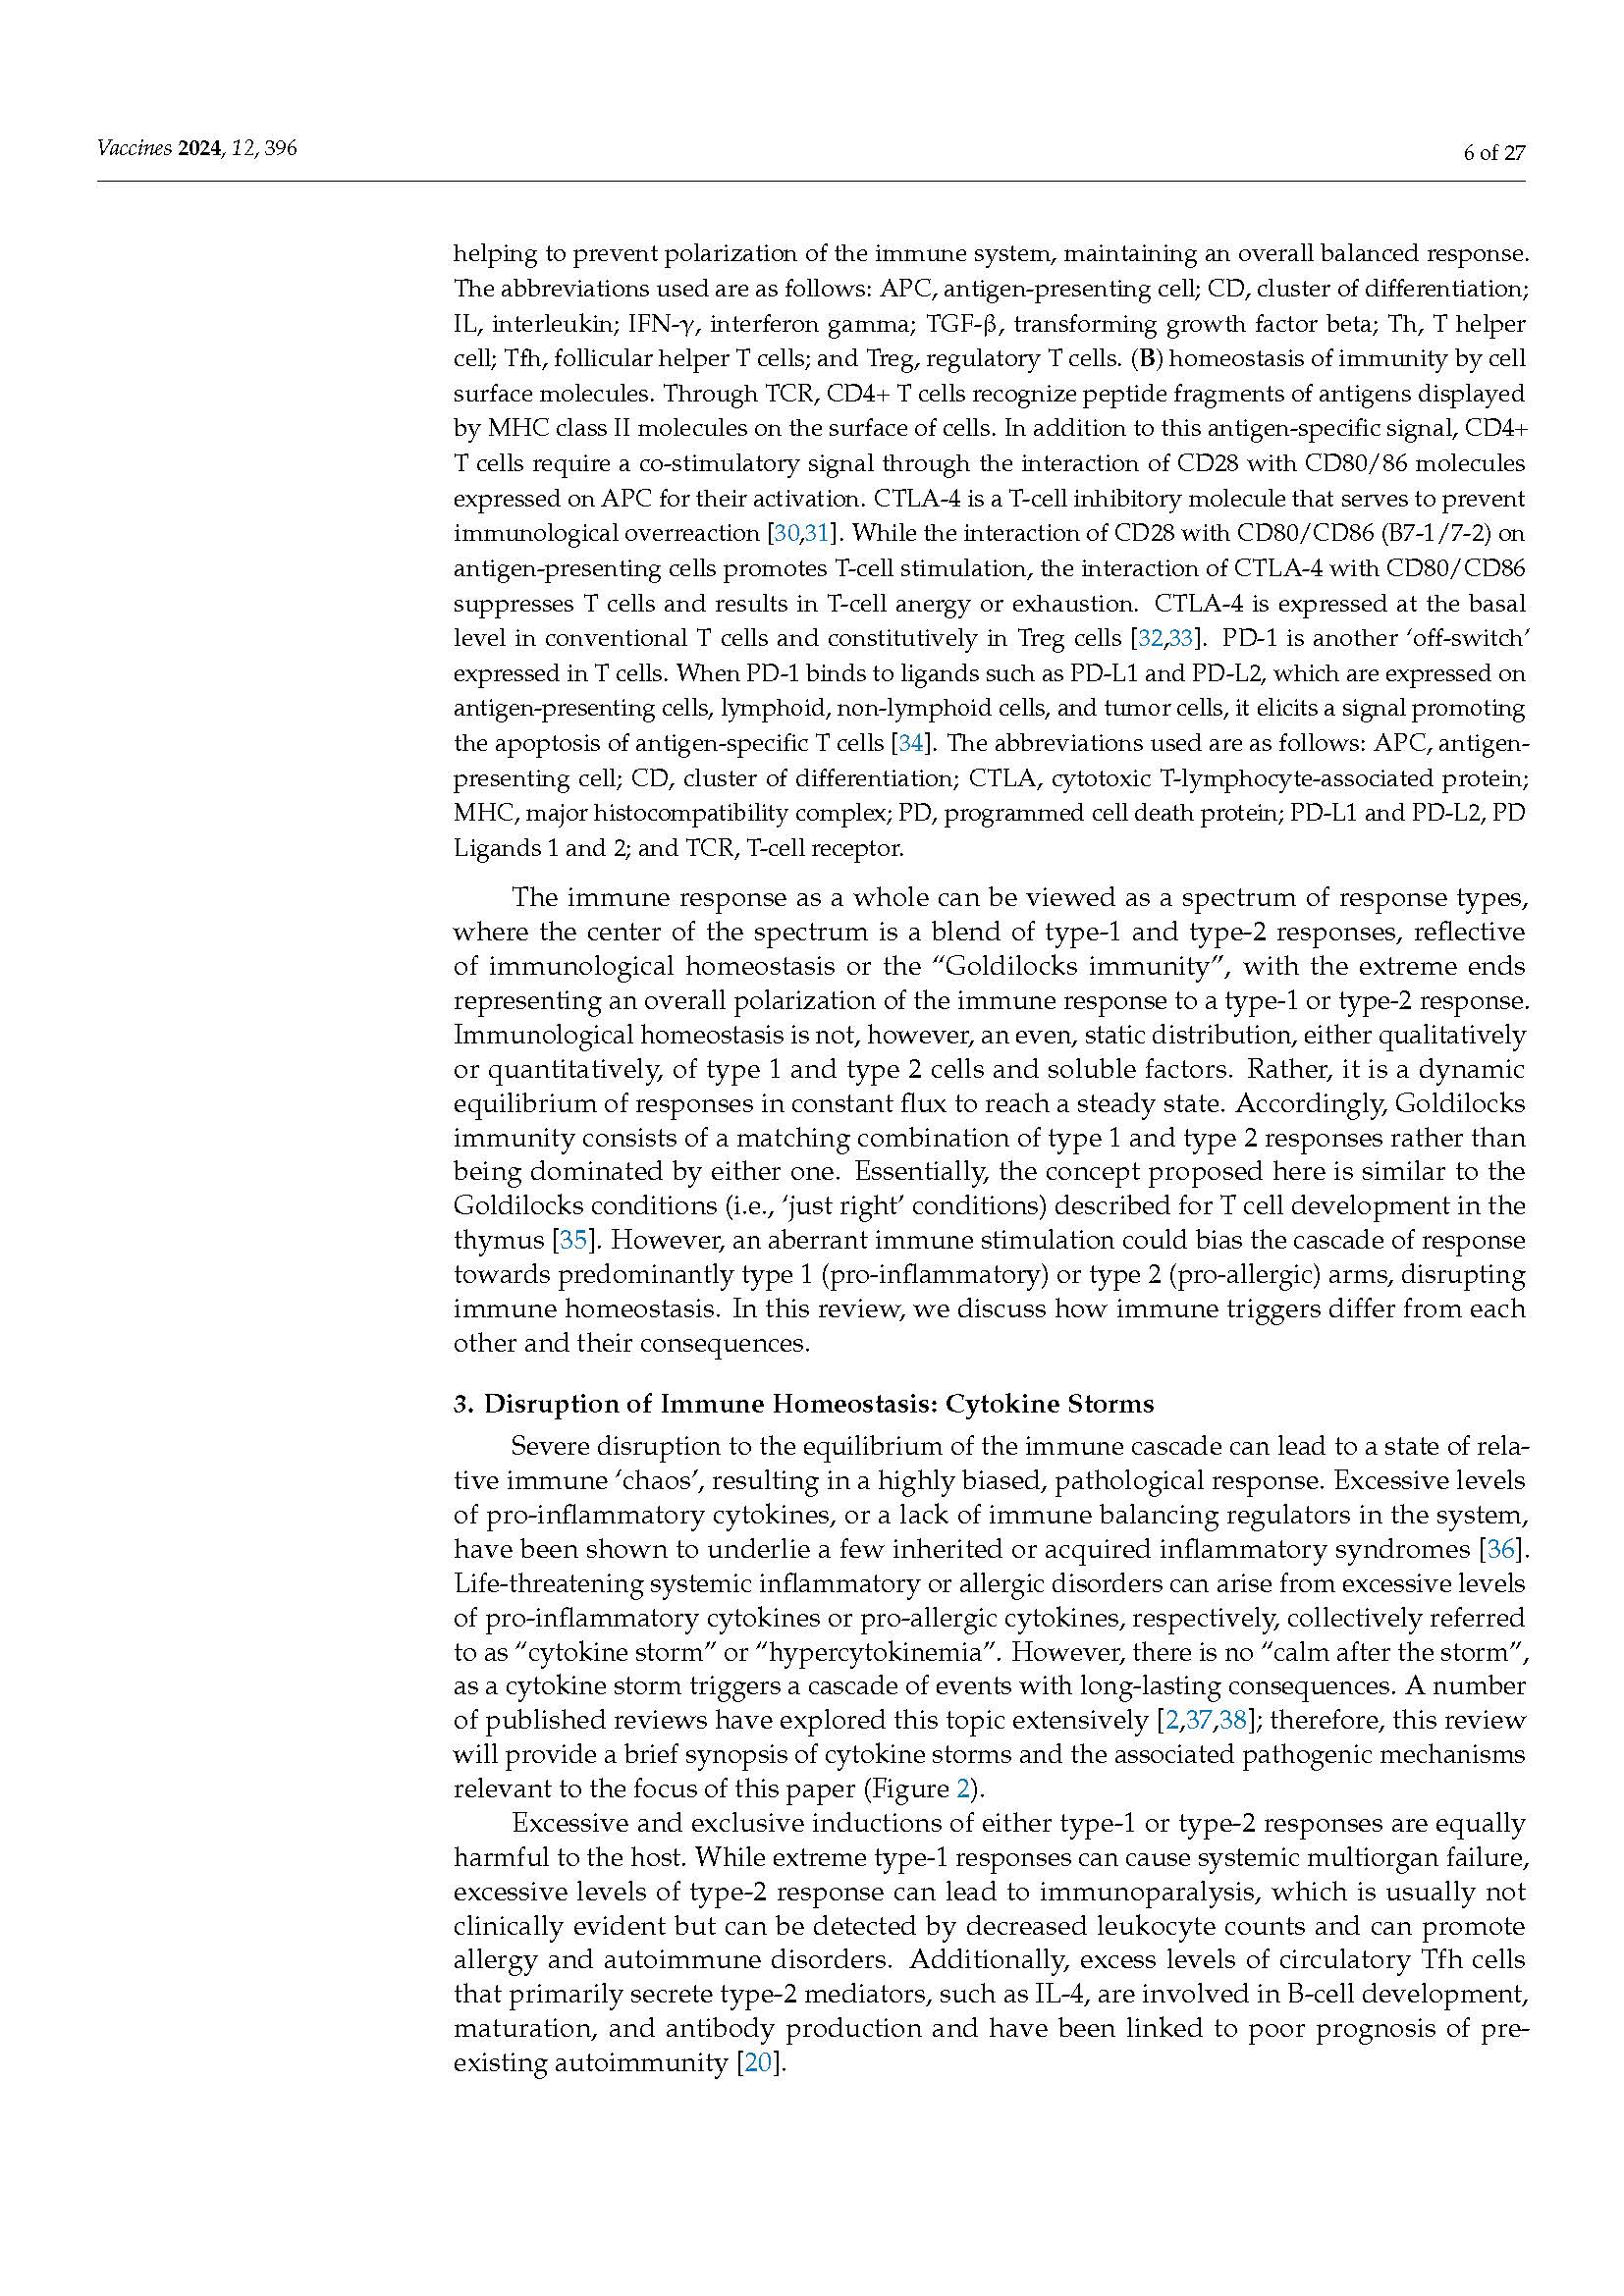 Vaccines 2024, 12, 396
6 of 27
helping to prevent polarization of the immune system, maintaining an overall balanced response.
The abbreviations used are as follows: APC, antigen-presenting cell; CD, cluster of differentiation;
IL, interleukin; IFN-γ, interferon gamma; TGF-β, transforming growth factor beta; Th, T helper
cell; Tfh, follicular helper T cells; and Treg, regulatory T cells. (B) homeostasis of immunity by cell
surface molecules. Through TCR, CD4+ T cells recognize peptide fragments of antigens displayed
by MHC class II molecules on the surface of cells. In addition to this antigen-specific signal, CD4+
T cells require a co-stimulatory signal through the interaction of CD28 with CD80/86 molecules
expressed on APC for their activation. CTLA-4 is a T-cell inhibitory molecule that serves to prevent
immunological overreaction [30,31]. While the interaction of CD28 with CD80/CD86 (B7-1/7-2) on
antigen-presenting cells promotes T-cell stimulation, the interaction of CTLA-4 with CD80/CD86
suppresses T cells and results in T-cell anergy or exhaustion. CTLA-4 is expressed at the basal
level in conventional T cells and constitutively in Treg cells [32,33]. PD-1 is another ‘off-switch’
expressed in T cells. When PD-1 binds to ligands such as PD-L1 and PD-L2, which are expressed on
antigen-presenting cells, lymphoid, non-lymphoid cells, and tumor cells, it elicits a signal promoting
the apoptosis of antigen-specific T cells [34]. The abbreviations used are as follows: APC, antigen-
presenting cell; CD, cluster of differentiation; CTLA, cytotoxic T-lymphocyte-associated protein;
MHC, major histocompatibility complex; PD, programmed cell death protein; PD-L1 and PD-L2, PD
Ligands 1 and 2; and TCR, T-cell receptor.
The immune response as a whole can be viewed as a spectrum of response types,
where the center of the spectrum is a blend of type-1 and type-2 responses, reflective
of immunological homeostasis or the “Goldilocks immunity”, with the extreme ends
representing an overall polarization of the immune response to a type-1 or type-2 response.
Immunological homeostasis is not, however, an even, static distribution, either qualitatively
or quantitatively, of type 1 and type 2 cells and soluble factors. Rather, it is a dynamic
equilibrium of responses in constant flux to reach a steady state. Accordingly, Goldilocks
immunity consists of a matching combination of type 1 and type 2 responses rather than
being dominated by either one. Essentially, the concept proposed here is similar to the
Goldilocks conditions (i.e., ‘just right’ conditions) described for T cell development in the
thymus [35]. However, an aberrant immune stimulation could bias the cascade of response
towards predominantly type 1 (pro-inflammatory) or type 2 (pro-allergic) arms, disrupting
immune homeostasis. In this review, we discuss how immune triggers differ from each
other and their consequences.
3. Disruption of Immune Homeostasis: Cytokine Storms
Severe disruption to the equilibrium of the immune cascade can lead to a state of rela-
tive immune ‘chaos’, resulting in a highly biased, pathological response. Excessive levels
of pro-inflammatory cytokines, or a lack of immune balancing regulators in the system,
have been shown to underlie a few inherited or acquired inflammatory syndromes [36].
Life-threatening systemic inflammatory or allergic disorders can arise from excessive levels
of pro-inflammatory cytokines or pro-allergic cytokines, respectively, collectively referred
to as “cytokine storm” or “hypercytokinemia”. However, there is no “calm after the storm”,
as a cytokine storm triggers a cascade of events with long-lasting consequences. A number
of published reviews have explored this topic extensively [2,37,38]; therefore, this review
will provide a brief synopsis of cytokine storms and the associated pathogenic mechanisms
relevant to the focus of this paper (Figure 2).
Excessive and exclusive inductions of either type-1 or type-2 responses are equally
harmful to the host. While extreme type-1 responses can cause systemic multiorgan failure,
excessive levels of type-2 response can lead to immunoparalysis, which is usually not
clinically evident but can be detected by decreased leukocyte counts and can promote
allergy and autoimmune disorders. Additionally, excess levels of circulatory Tfh cells
that primarily secrete type-2 mediators, such as IL-4, are involved in B-cell development,
maturation, and antibody production and have been linked to poor prognosis of pre-
existing autoimmunity [20].